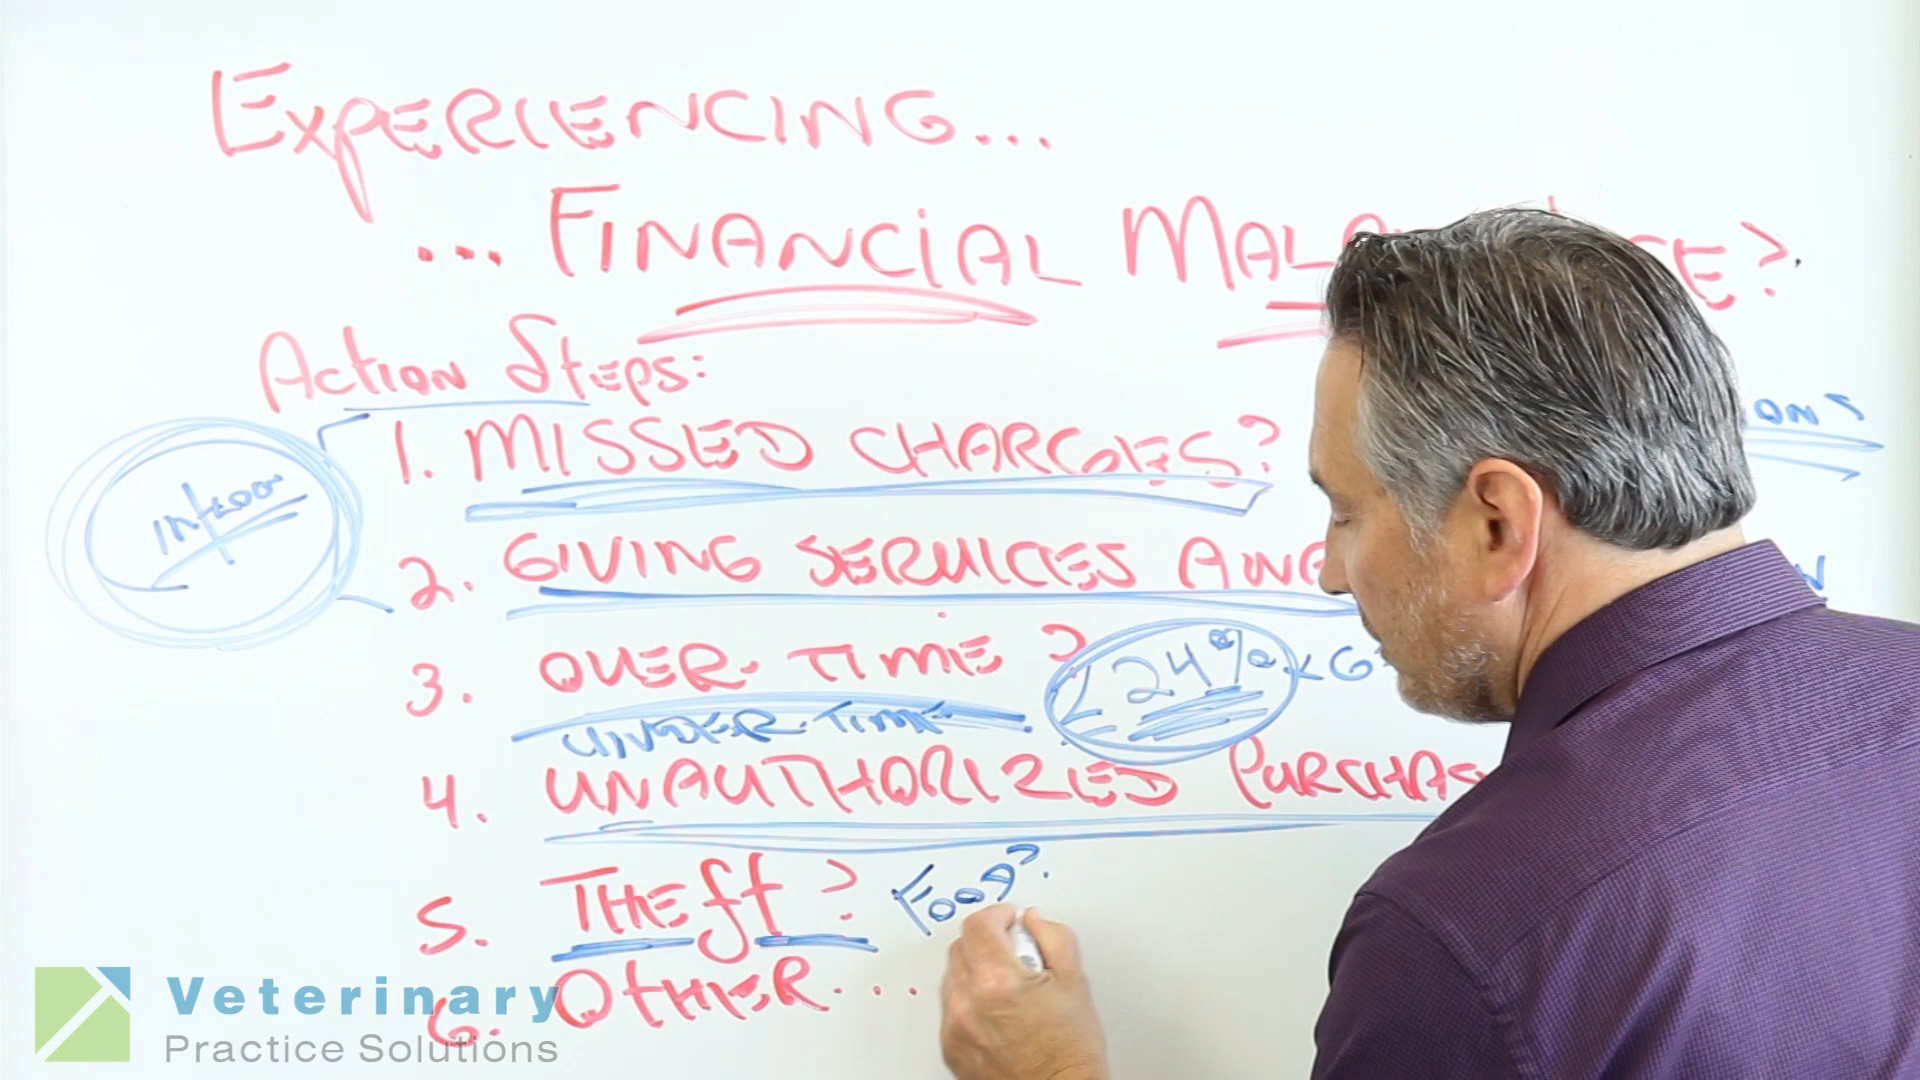 EXPERIENCING...
... FINANCIAL MAL
Action Steps:
1. MISSED CHARGES?
2. GIVING SERVICES AWA
3. OVER-TIME? <24% <G
UNDER-TIME
4. UNAUTHORIZED PURCHAS
5. THEFT? FOOD?
6. OTHER...
Veterinary
Practice Solutions